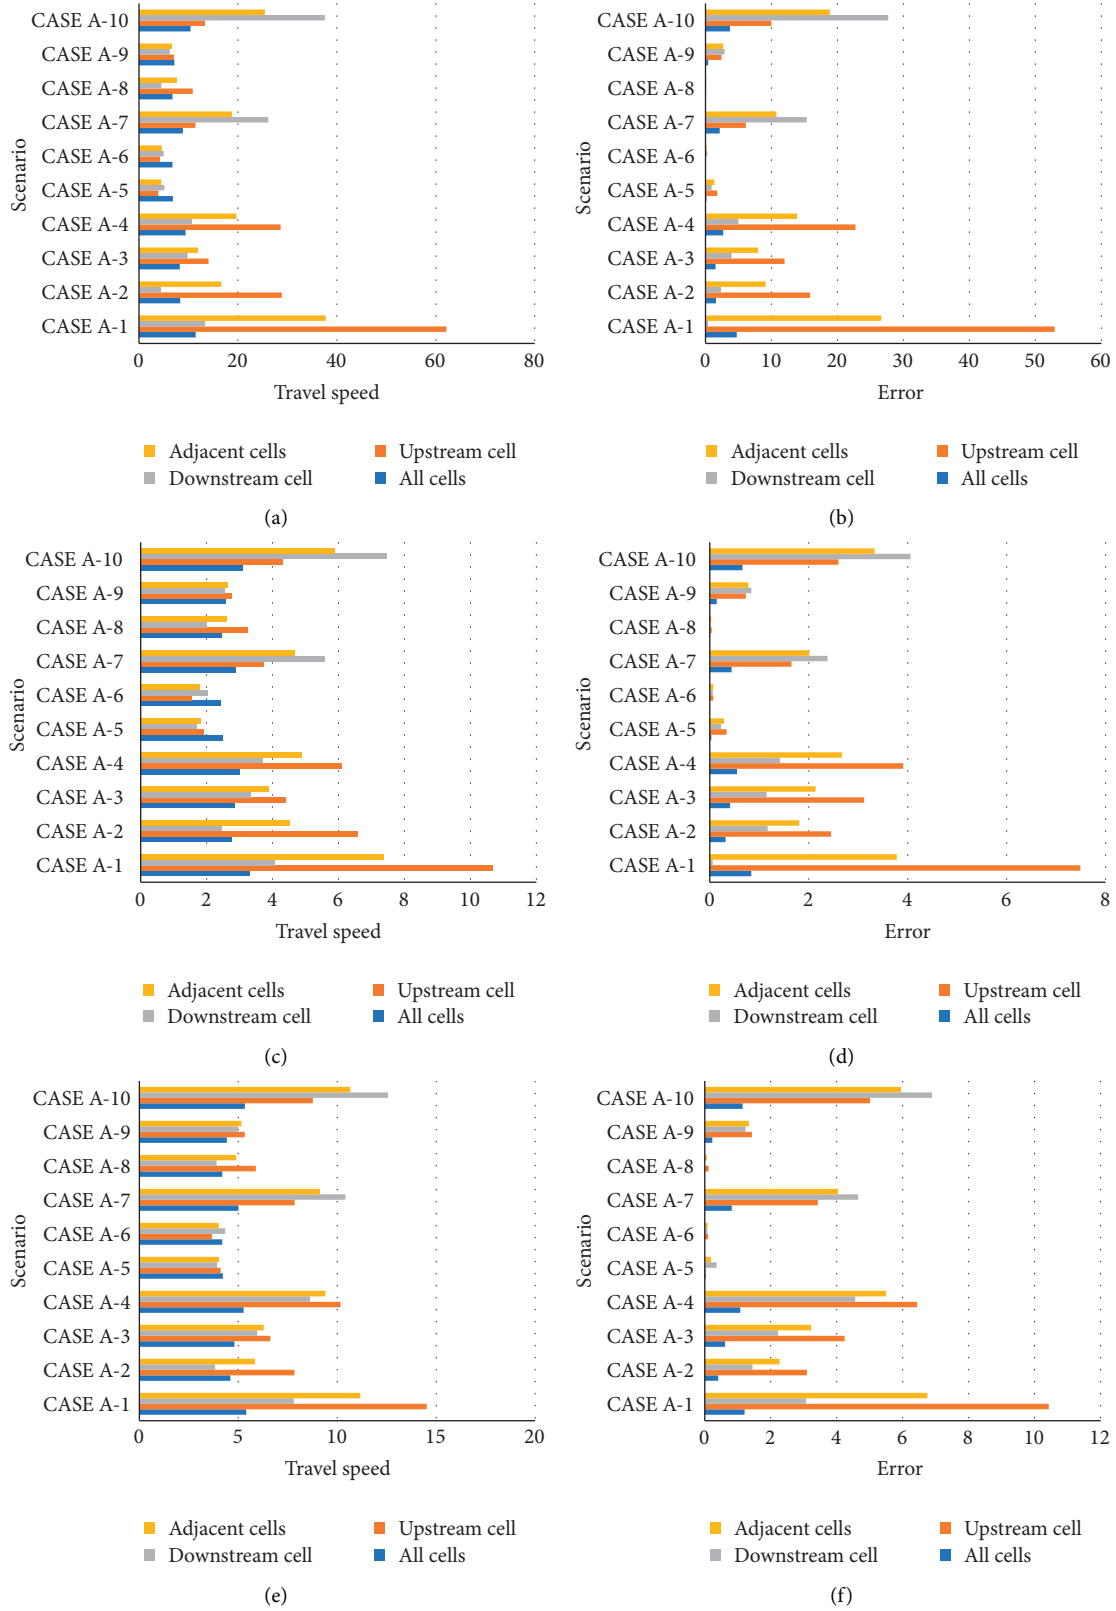 Scenario
CASE A-10
CASE A-9
CASE A-8
CASE A-7
CASE A-6
CASE A-5
CASE A-4
CASE A-3
CASE A-2
CASE A-1
0 20 40 60 80
Travel speed
Adjacent cells Upstream cell
Downstream cell All cells
(a)
Scenario
CASE A-10
CASE A-9
CASE A-8
CASE A-7
CASE A-6
CASE A-5
CASE A-4
CASE A-3
CASE A-2
CASE A-1
0 10 20 30 40 50 60
Error
Adjacent cells Upstream cell
Downstream cell All cells
(b)
Scenario
CASE A-10
CASE A-9
CASE A-8
CASE A-7
CASE A-6
CASE A-5
CASE A-4
CASE A-3
CASE A-2
CASE A-1
0 2 4 6 8 10 12
Travel speed
Adjacent cells Upstream cell
Downstream cell All cells
(c)
Scenario
CASE A-10
CASE A-9
CASE A-8
CASE A-7
CASE A-6
CASE A-5
CASE A-4
CASE A-3
CASE A-2
CASE A-1
0 2 4 6 8
Error
Adjacent cells Upstream cell
Downstream cell All cells
(d)
Scenario
CASE A-10
CASE A-9
CASE A-8
CASE A-7
CASE A-6
CASE A-5
CASE A-4
CASE A-3
CASE A-2
CASE A-1
0 5 10 15 20
Travel speed
Adjacent cells Upstream cell
Downstream cell All cells
(e)
Scenario
CASE A-10
CASE A-9
CASE A-8
CASE A-7
CASE A-6
CASE A-5
CASE A-4
CASE A-3
CASE A-2
CASE A-1
0 2 4 6 8 10 12
Error
Adjacent cells Upstream cell
Downstream cell All cells
(f)